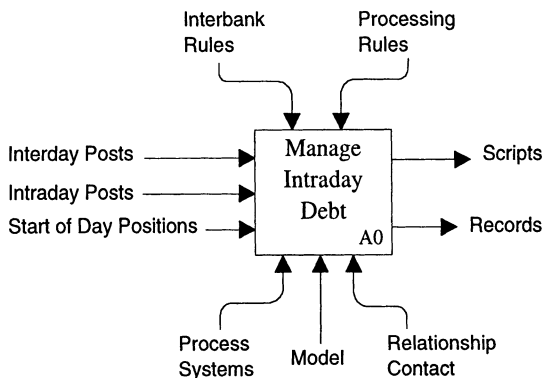 Interbank
Rules
Processing
Rules
Interday Posts
Intraday Posts
Start of Day Positions
Manage
Intraday
Debt
A0
Scripts
Records
Process
Systems
Model
Relationship
Contact